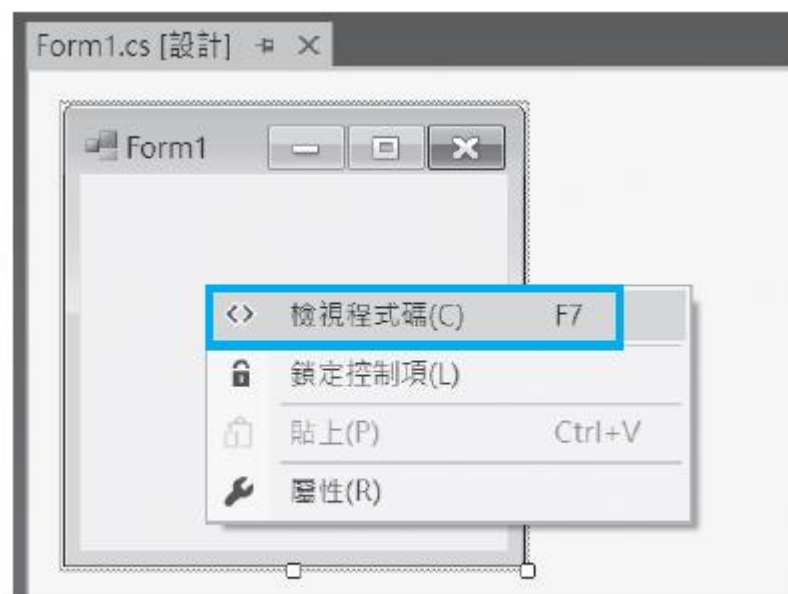 Form1.cs [設計]
Form1
檢視程式碼(C) F7
鎖定控制項(L)
貼上(P) Ctrl+V
屬性(R)